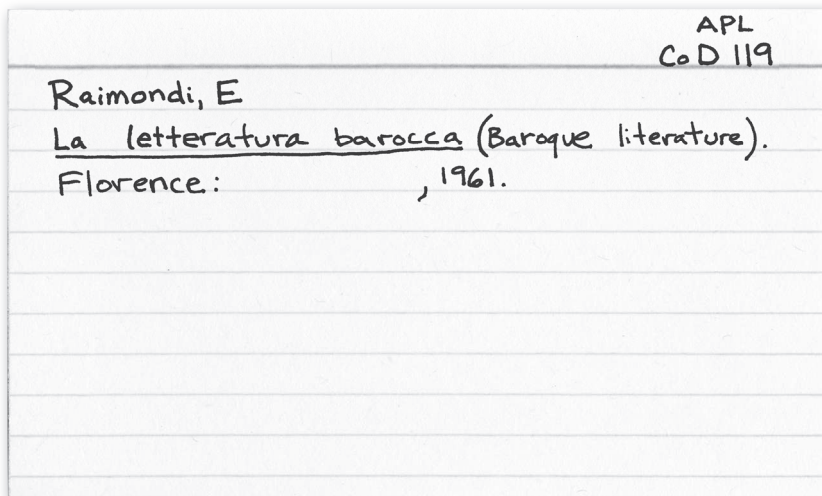 APL
CoD 119
Raimondi, E
La letteratura barocca (Baroque literature).
Florence: , 1961.